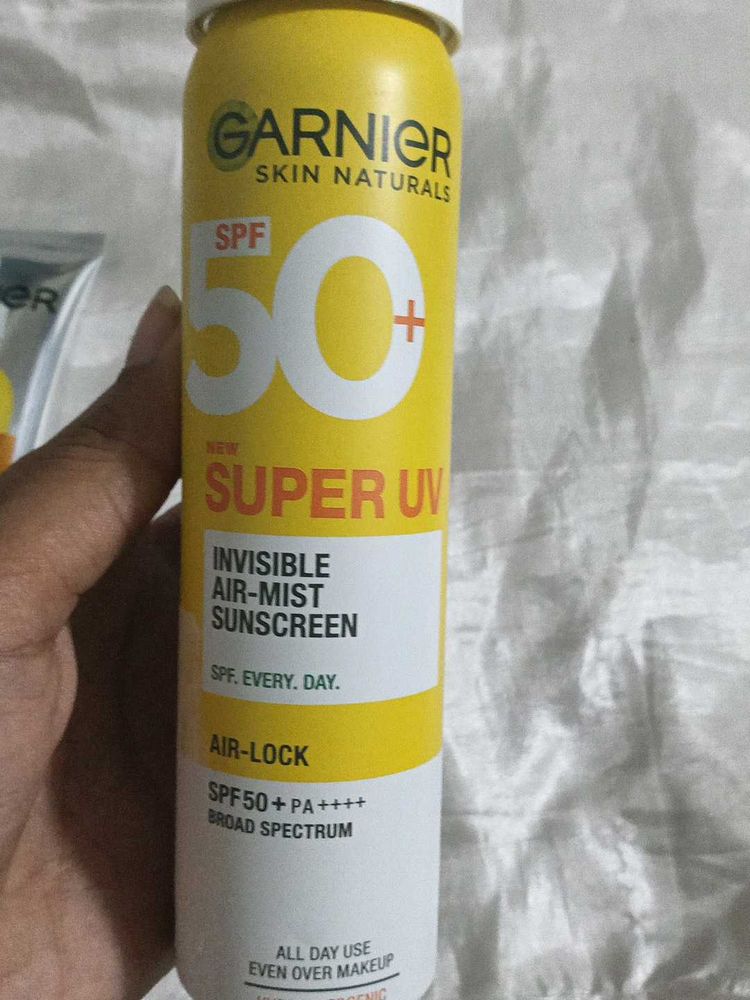 GARNIER
SKIN NATURALS
SPF
50+
NEW
SUPER UV
INVISIBLE
AIR-MIST
SUNSCREEN
SPF. EVERY. DAY.
AIR-LOCK
SPF50+ PA++++
BROAD SPECTRUM
ALL DAY USE
EVEN OVER MAKEUP